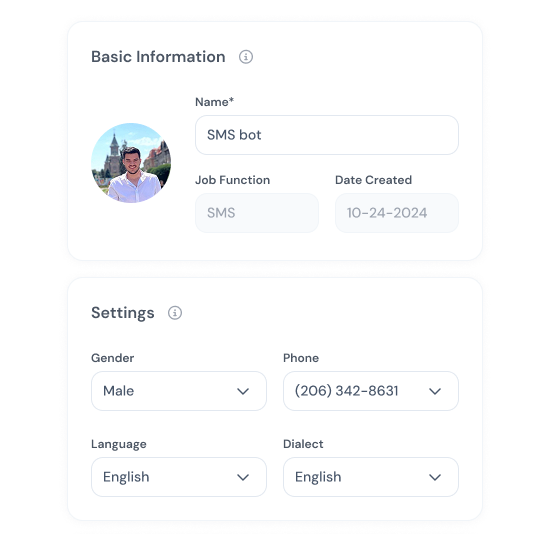 Basic Information
Name*
SMS bot
Job Function
Date Created
SMS
10-24-2024
Settings
Gender
Phone
Male
(206) 342-8631
Language
Dialect
English
English